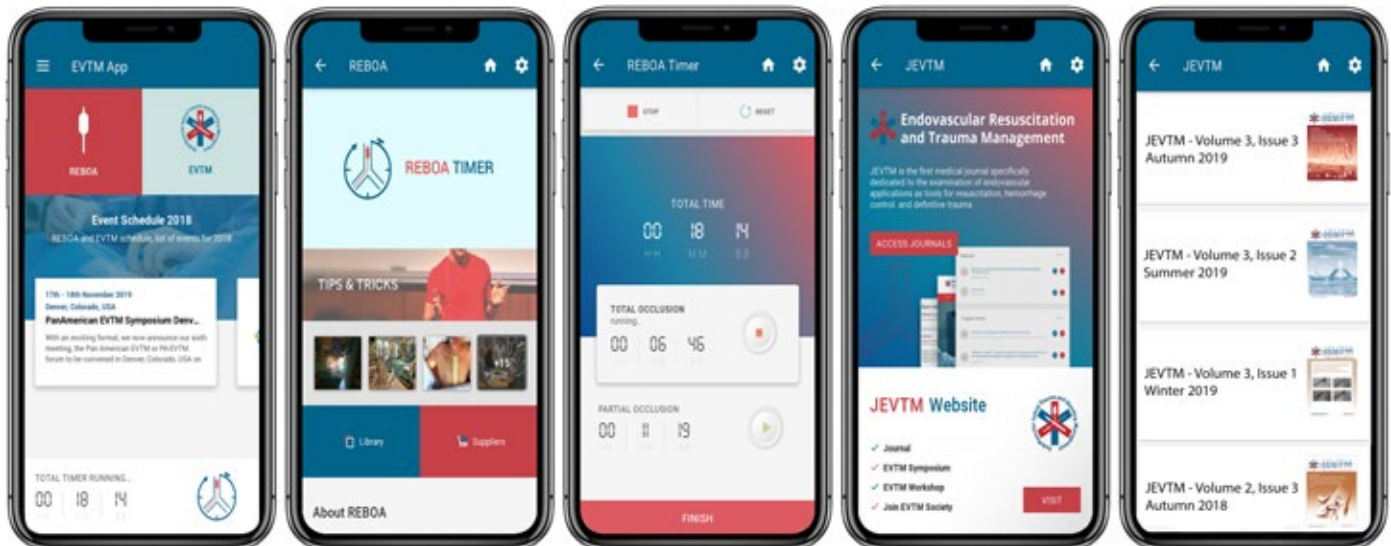 EVTM App
REBOA
EVTM
Event Schedule 2018
REBOA and EVTM schedule, list of events for 2018
17th - 18th November 2019
Denver, Colorado, USA
PanAmerican EVTM Symposium Denv...
With an exciting format, we now announce our sixth
meeting, the Pan American EVTM or PA-EVTM
forum to be convened in Denver, Colorado, USA on
TOTAL TIMER RUNNING...
00 18 14
REBOA
REBOA TIMER
TIPS & TRICKS
+15
Library
Suppliers
About REBOA
REBOA Timer
STOP
RESET
TOTAL TIME
00 18 14
HH MM SS
TOTAL OCCLUSION
running..
00 06 46
PARTIAL OCCLUSION
00 11 19
FINISH
JEVTM
Endovascular Resuscitation
and Trauma Management
JEVTM is the first medical journal specifically
dedicated to the examination of endovascular
applications as tools for resuscitation, hemorrhage
control and definitive trauma
ACCESS JOURNALS
JEVTM Website
Journal
EVTM Symposium
EVTM Workshop
Join EVTM Society
VISIT
JEVTM
JEVTM - Volume 3, Issue 3
Autumn 2019
JEVTM - Volume 3, Issue 2
Summer 2019
JEVTM - Volume 3, Issue 1
Winter 2019
JEVTM - Volume 2, Issue 3
Autumn 2018